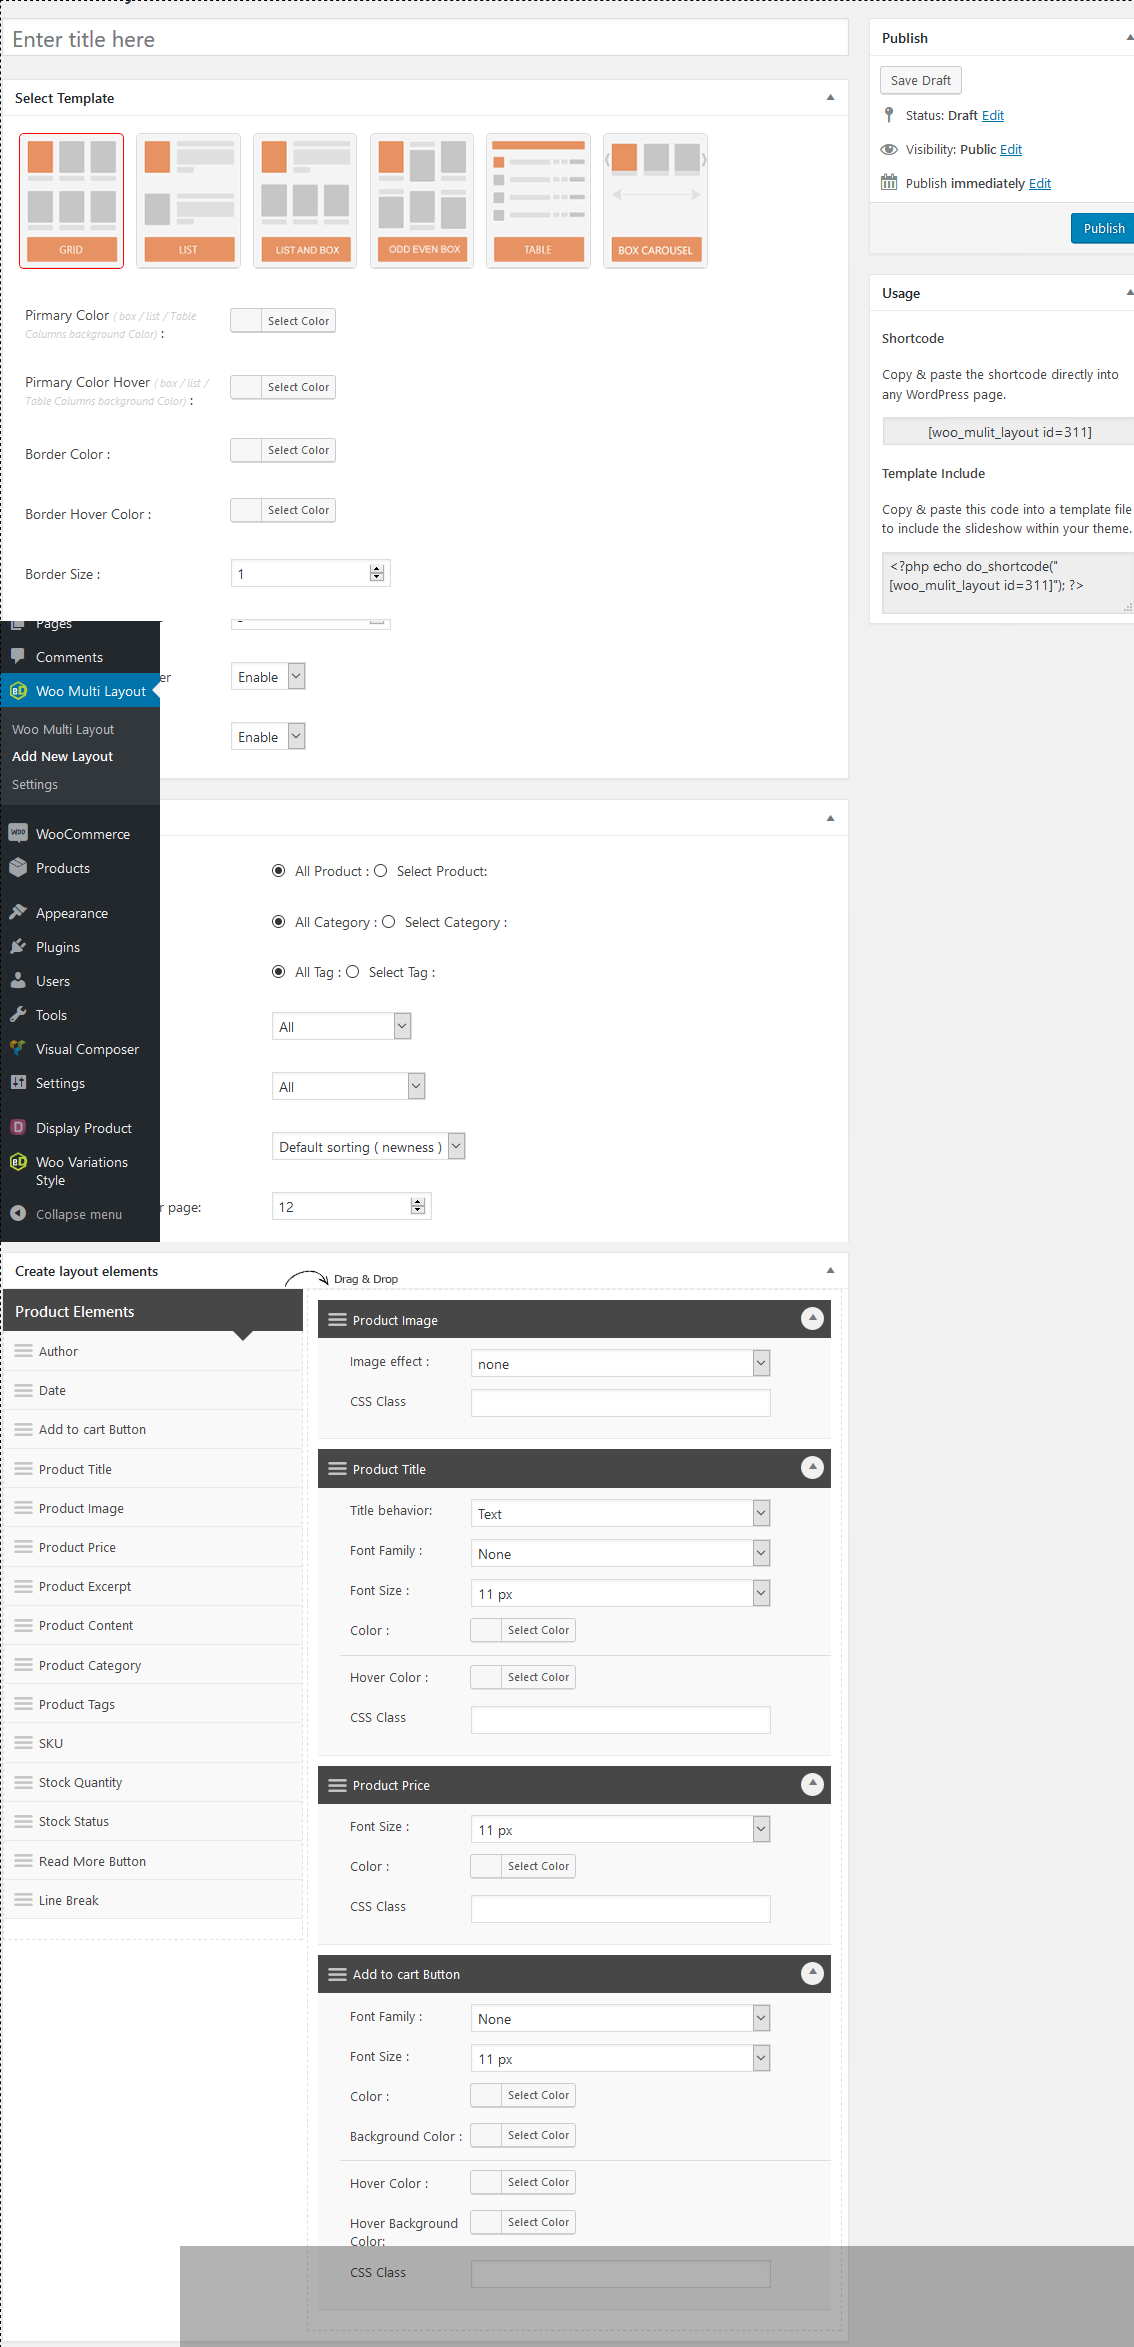 Enter title here
Select Template
GRID
LIST
LIST AND BOX
ODD EVEN BOX
TABLE
BOX CAROUSEL
Pirmary Color ( box / list / Table
Columns background Color) :
Select Color
Pirmary Color Hover ( box / list /
Table Columns background Color) :
Select Color
Border Color :
Select Color
Border Hover Color :
Select Color
Border Size :
1
Publish
Save Draft
Status: Draft Edit
Visibility: Public Edit
Publish immediately Edit
Publish
Usage
Shortcode
Copy & paste the shortcode directly into
any WordPress page.
[woo_mulit_layout id=311]
Template Include
Copy & paste this code into a template file
to include the slideshow within your theme.
<?php echo do_shortcode("
[woo_mulit_layout id=311]"); ?>
Pages
Comments
Woo Multi Layout
Woo Multi Layout
Add New Layout
Settings
WooCommerce
Products
Appearance
Plugins
Users
Tools
Visual Composer
Settings
Display Product
Woo Variations
Style
Collapse menu
er
Enable
Enable
All Product : Select Product:
All Category : Select Category :
All Tag : Select Tag :
All
All
Default sorting ( newness )
r page:
12
Create layout elements
Drag & Drop
Product Elements
Author
Date
Add to cart Button
Product Title
Product Image
Product Price
Product Excerpt
Product Content
Product Category
Product Tags
SKU
Stock Quantity
Stock Status
Read More Button
Line Break
Product Image
Image effect :
none
CSS Class
Product Title
Title behavior:
Text
Font Family :
None
Font Size :
11 px
Color :
Select Color
Hover Color :
Select Color
CSS Class
Product Price
Font Size :
11 px
Color :
Select Color
CSS Class
Add to cart Button
Font Family :
None
Font Size :
11 px
Color :
Select Color
Background Color :
Select Color
Hover Color :
Select Color
Hover Background
Color:
Select Color
CSS Class